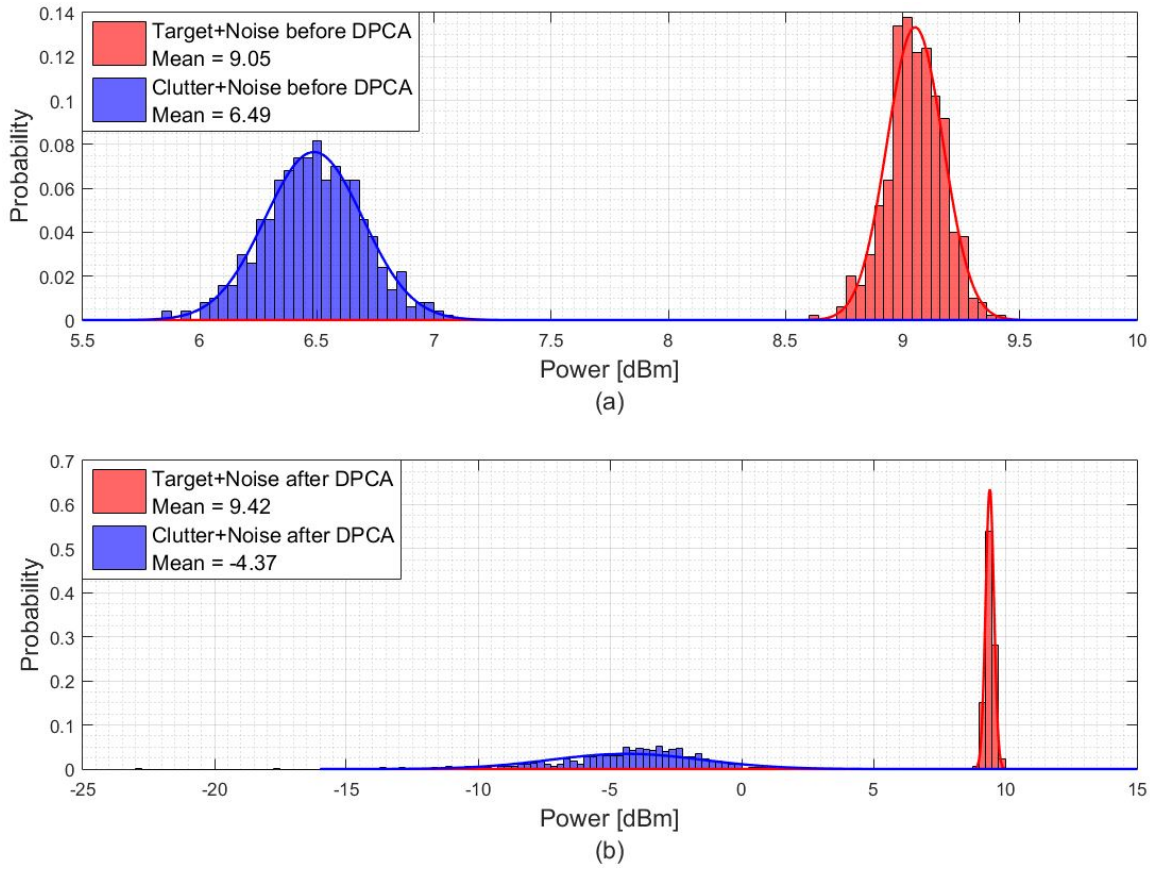 Target+Noise before DPCA
Mean = 9.05
Clutter+Noise before DPCA
Mean = 6.49
0.14
0.12
0.1
0.08
0.06
0.04
0.02
0
Probability
5.5 6 6.5 7 7.5 8 8.5 9 9.5 10
Power [dBm]
(a)
Target+Noise after DPCA
Mean = 9.42
Clutter+Noise after DPCA
Mean = -4.37
0.7
0.6
0.5
0.4
0.3
0.2
0.1
0
Probability
-25 -20 -15 -10 -5 0 5 10 15
Power [dBm]
(b)